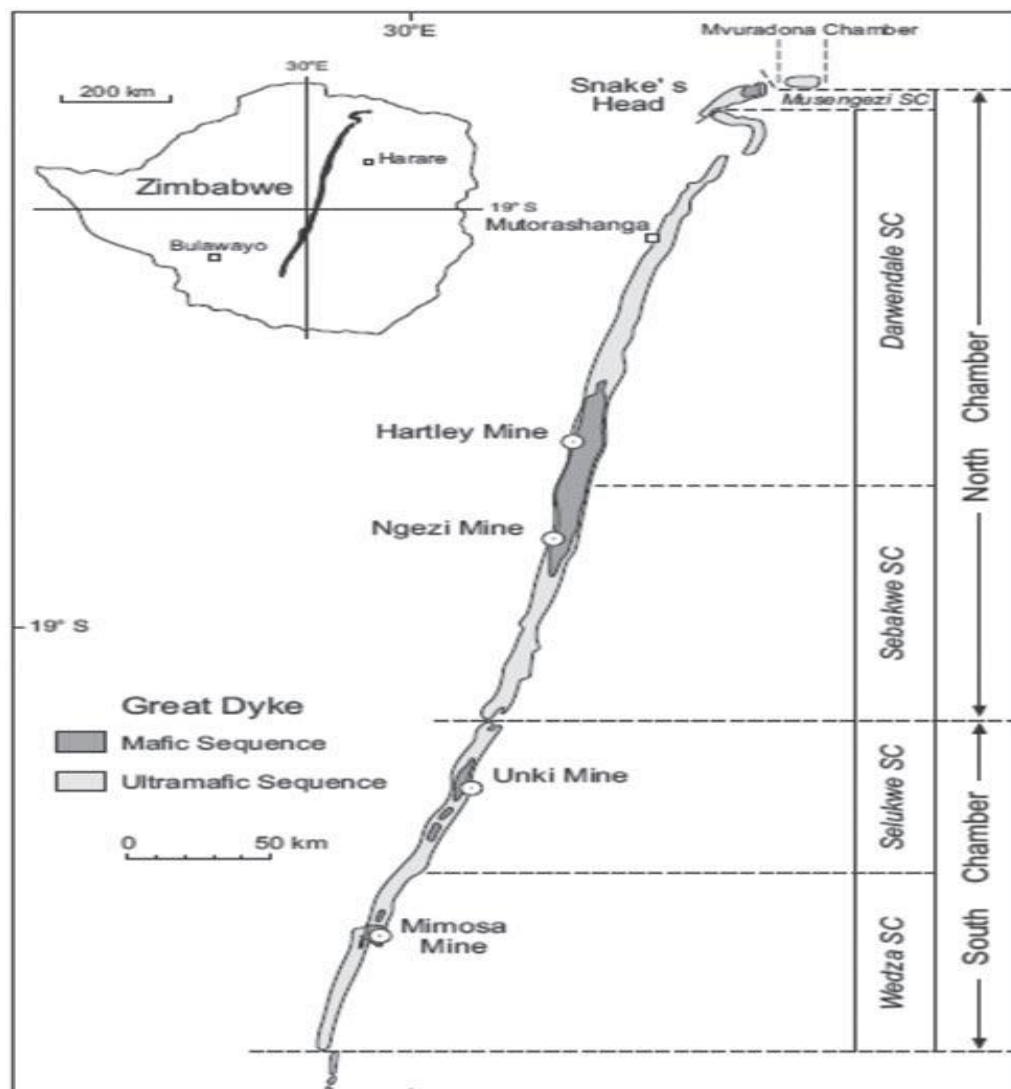 30°E
Mvuradona Chamber
Snake's
Head
Musengezi SC
30°E
200 km
Harare
Zimbabwe
19° S
Bulawayo
Mutorashanga
Darwendale SC
North Chamber
Hartley Mine
Ngezi Mine
Sebakwe SC
19° S
Great Dyke
Mafic Sequence
Ultramafic Sequence
Unki Mine
Selukwe SC
0 50 km
South Chamber
Mimosa
Mine
Wedza SC